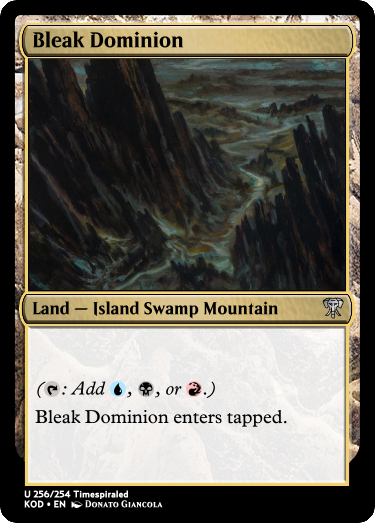 Bleak Dominion
Land — Island Swamp Mountain
( : Add , , or .)
Bleak Dominion enters tapped.
U 256/254 Timespiraled
KOD • EN Donato Giancola